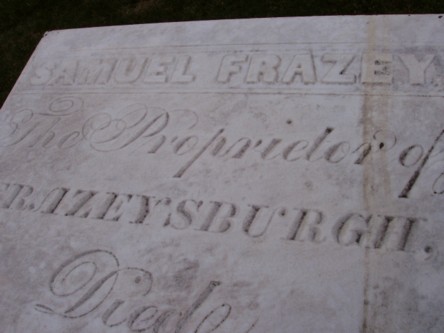 SAMUEL FRAZEY.
The Proprietor of
FRAZEYSBURGH,
Died